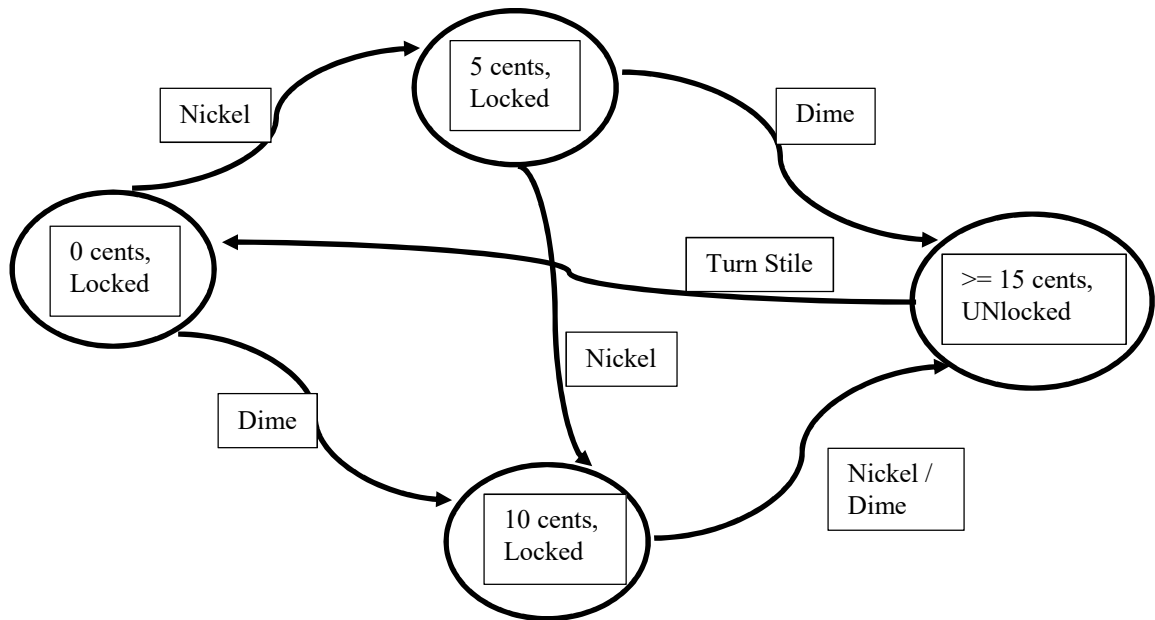 5 cents,
Locked
Nickel
Dime
0 cents,
Locked
Turn Stile
>= 15 cents,
UNlocked
Nickel
Dime
Nickel /
Dime
10 cents,
Locked